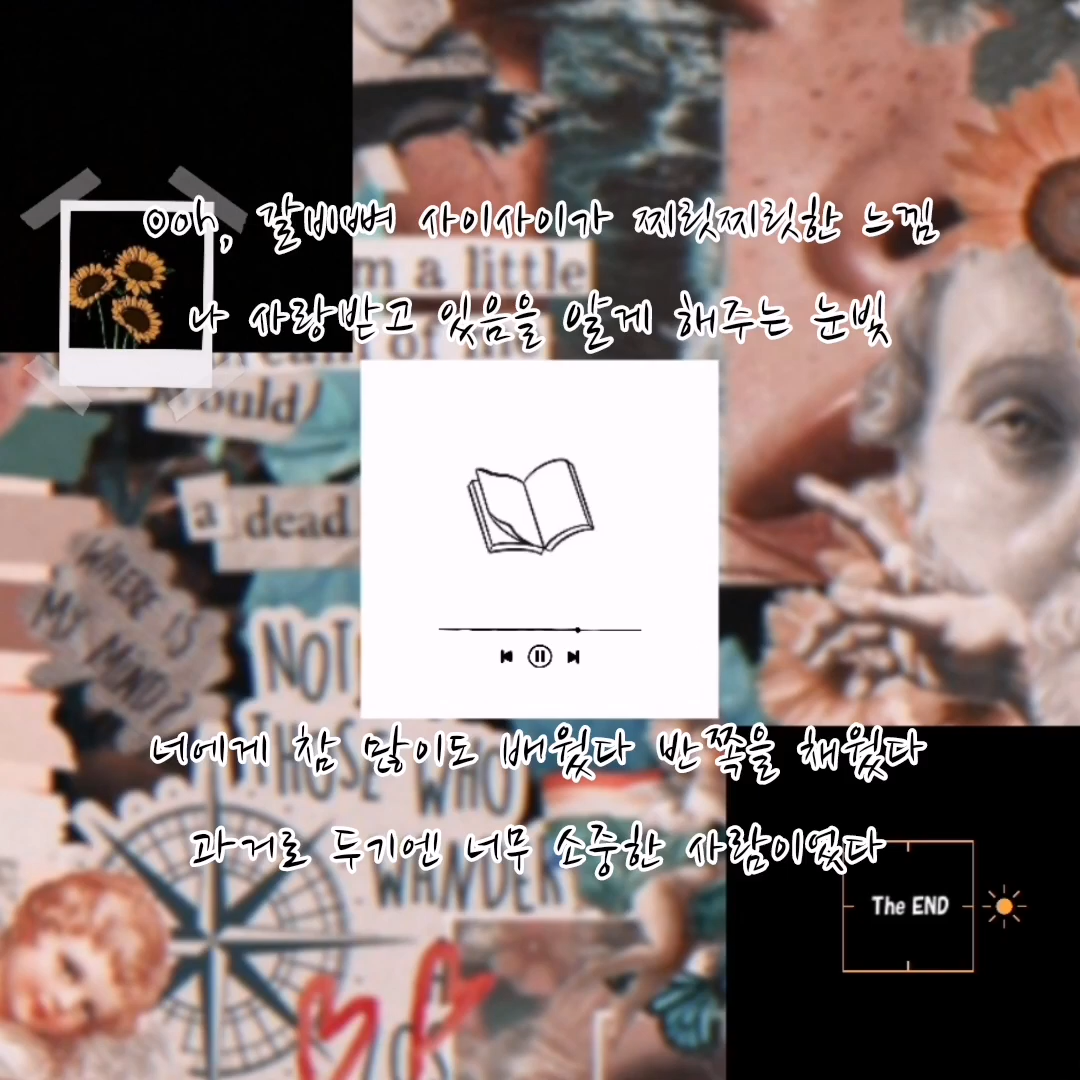 Ooh, 갈비뼈 사이사이가 찌릿찌릿한 느낌
m a little
나 사랑받고 있음을 알게 해주는 눈빛
of
would)
a dead
WHERE IS
MY MIND?
NOT
너에게 참 많이도 배웠다 반쪽을 채웠다
THOSE WHO
과거로 두기엔 너무 소중한 사람이였다
WANDER
The END